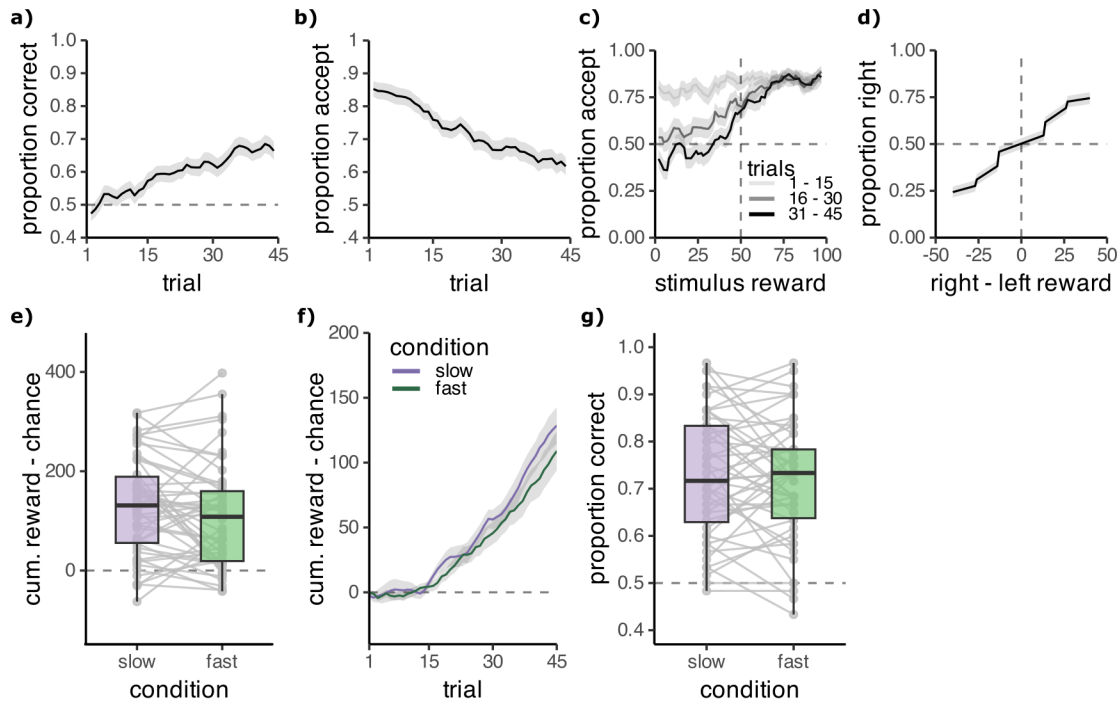 a)
proportion correct
1.0
0.9
0.8
0.7
0.6
0.5
0.4
1
15
30
45
trial
b)
proportion accept
1
.9
.8
.7
.6
.5
.4
1
15
30
45
trial
c)
proportion accept
1.00
0.75
0.50
0.25
0.00
trials
1 - 15
16 - 30
31 - 45
0
25
50
75
100
stimulus reward
d)
proportion right
1.00
0.75
0.50
0.25
0.00
-50
-25
0
25
50
right - left reward
e)
cum. reward - chance
400
200
0
slow
fast
condition
f)
cum. reward - chance
200
150
100
50
0
condition
slow
fast
1
15
30
45
trial
g)
proportion correct
1.0
0.9
0.8
0.7
0.6
0.5
0.4
slow
fast
condition